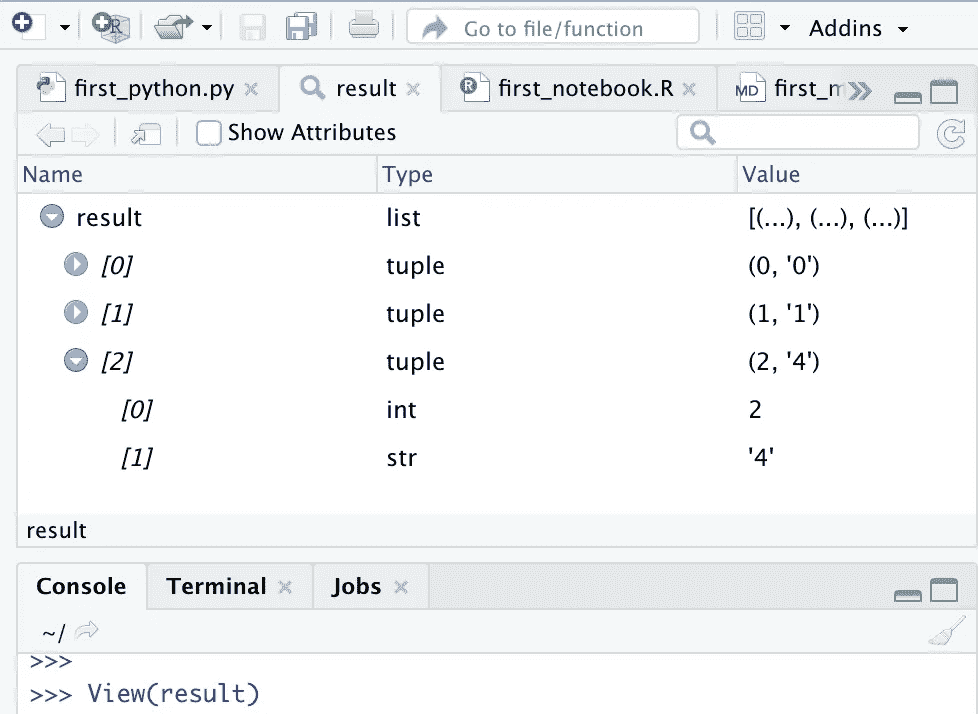 Go to file/function Addins
first_python.py result first_notebook.R MD first_m
Show Attributes
Name Type Value
result list [(...), (...), (...)]
[0] tuple (0, '0')
[1] tuple (1, '1')
[2] tuple (2, '4')
[0] int 2
[1] str '4'
result
Console Terminal Jobs
~/
>>>
>>> View(result)